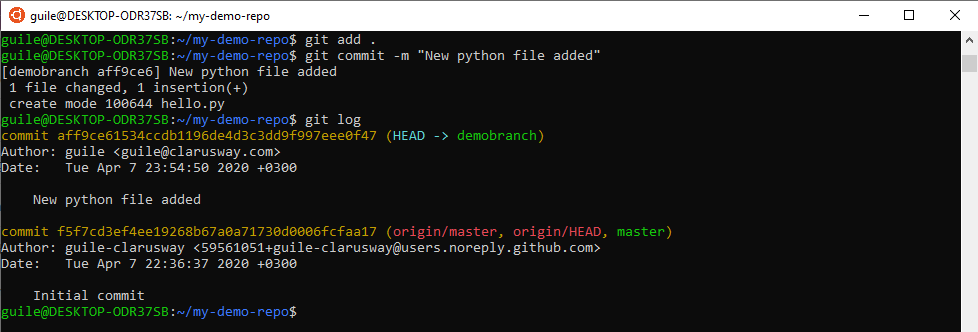 guile@DESKTOP-ODR37SB: ~/my-demo-repo
guile@DESKTOP-ODR37SB:~/my-demo-repo$ git add .
guile@DESKTOP-ODR37SB:~/my-demo-repo$ git commit -m "New python file added"
[demobranch aff9ce6] New python file added
 1 file changed, 1 insertion(+)
 create mode 100644 hello.py
guile@DESKTOP-ODR37SB:~/my-demo-repo$ git log
commit aff9ce61534ccdb1196de4d3c3dd9f997eee0f47 (HEAD -> demobranch)
Author: guile <guile@clarusway.com>
Date:   Tue Apr 7 23:54:50 2020 +0300
    New python file added
commit f5f7cd3ef4ee19268b67a0a71730d0006fcfaa17 (origin/master, origin/HEAD, master)
Author: guile-clarusway <59561051+guile-clarusway@users.noreply.github.com>
Date:   Tue Apr 7 22:36:37 2020 +0300
    Initial commit
guile@DESKTOP-ODR37SB:~/my-demo-repo$